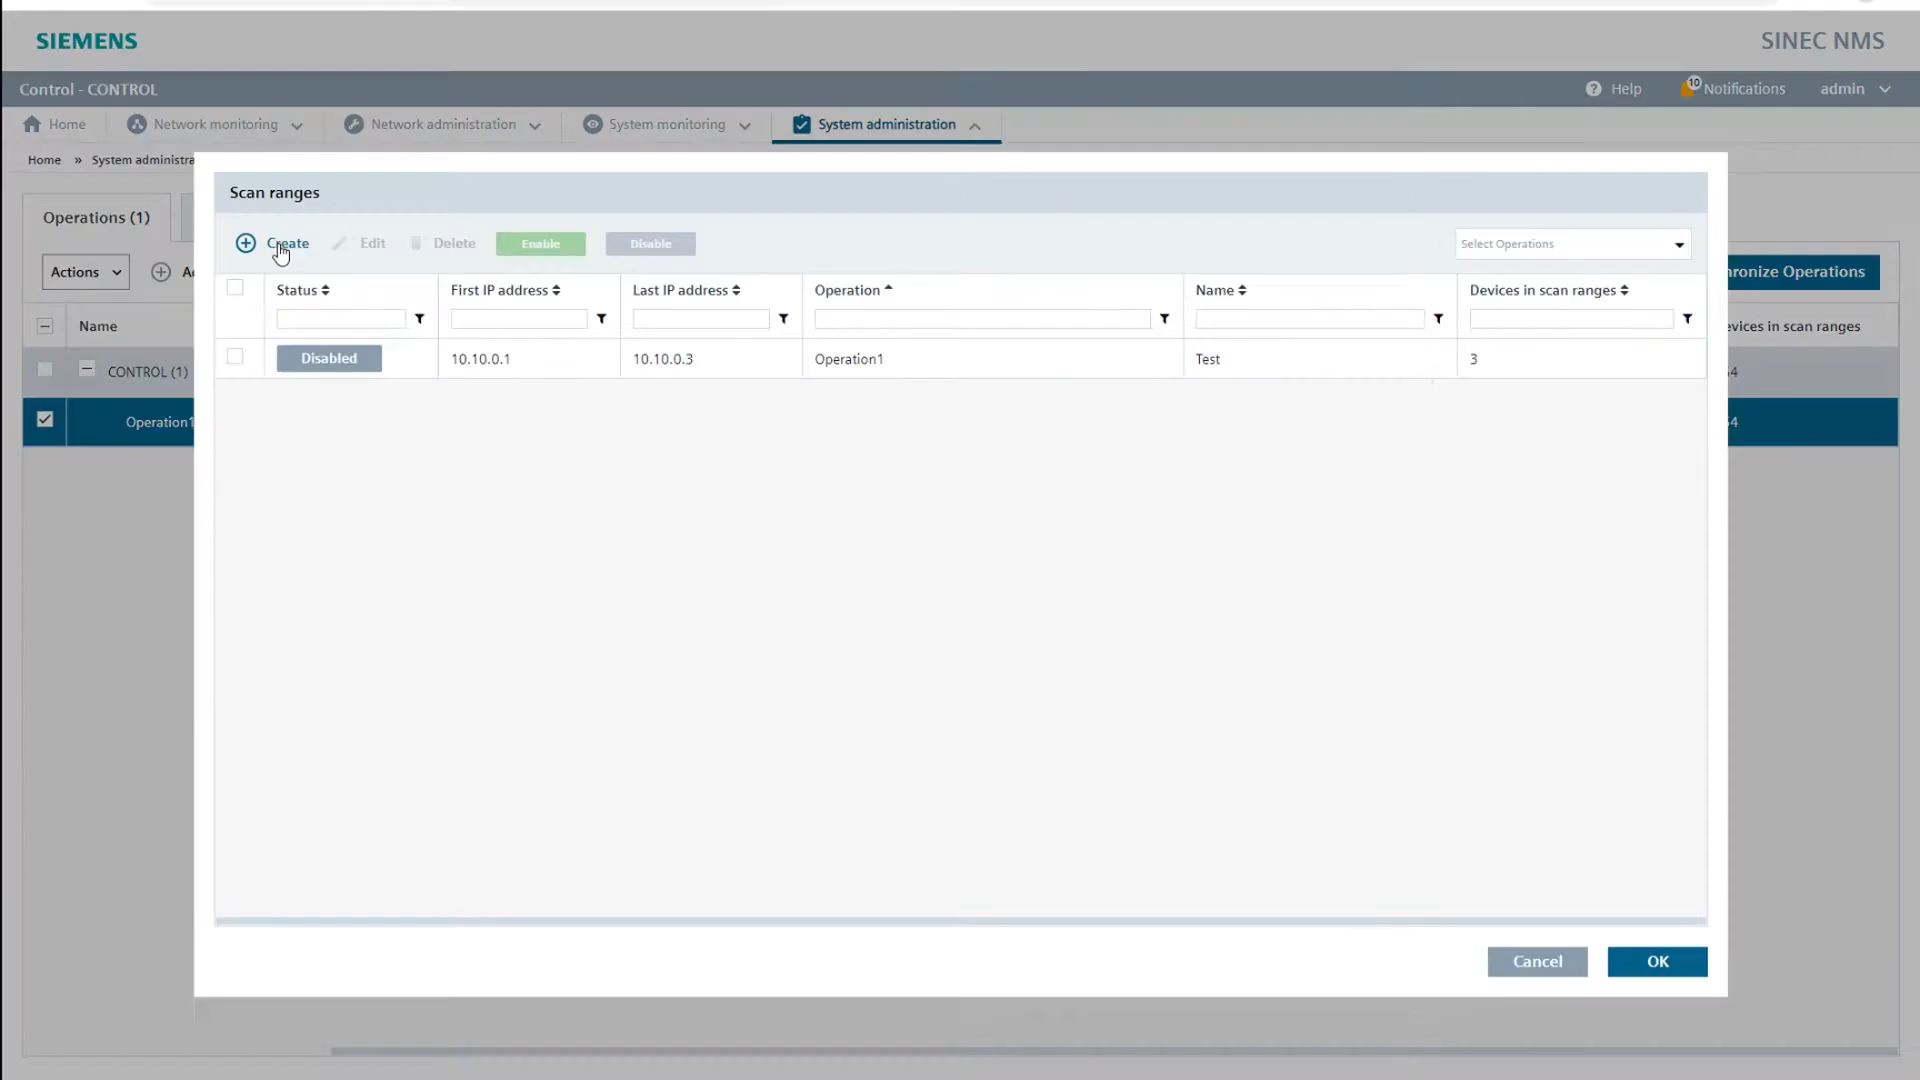 SIEMENS
SINEC NMS
Control - CONTROL
Help
10
Notifications
admin
Home
Network monitoring
Network administration
System monitoring
System administration
Home » System administra
Operations (1)
Actions
Scan ranges
Create
Edit
Delete
Enable
Disable
Select Operations
hronize Operations
Name
evices in scan ranges
CONTROL (1)
Operation1
Status
First IP address
Last IP address
Operation
Name
Devices in scan ranges
Disabled
10.10.0.1
10.10.0.3
Operation1
Test
3
Cancel
OK